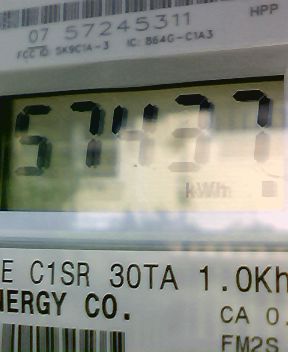 HPP
07 57245311
FCC ID: SK9C1A-3 IC: 864G-C1A3
57437
kWh
E C1SR 30TA 1.0Kh
NERGY CO.
CA 0.
FM2S